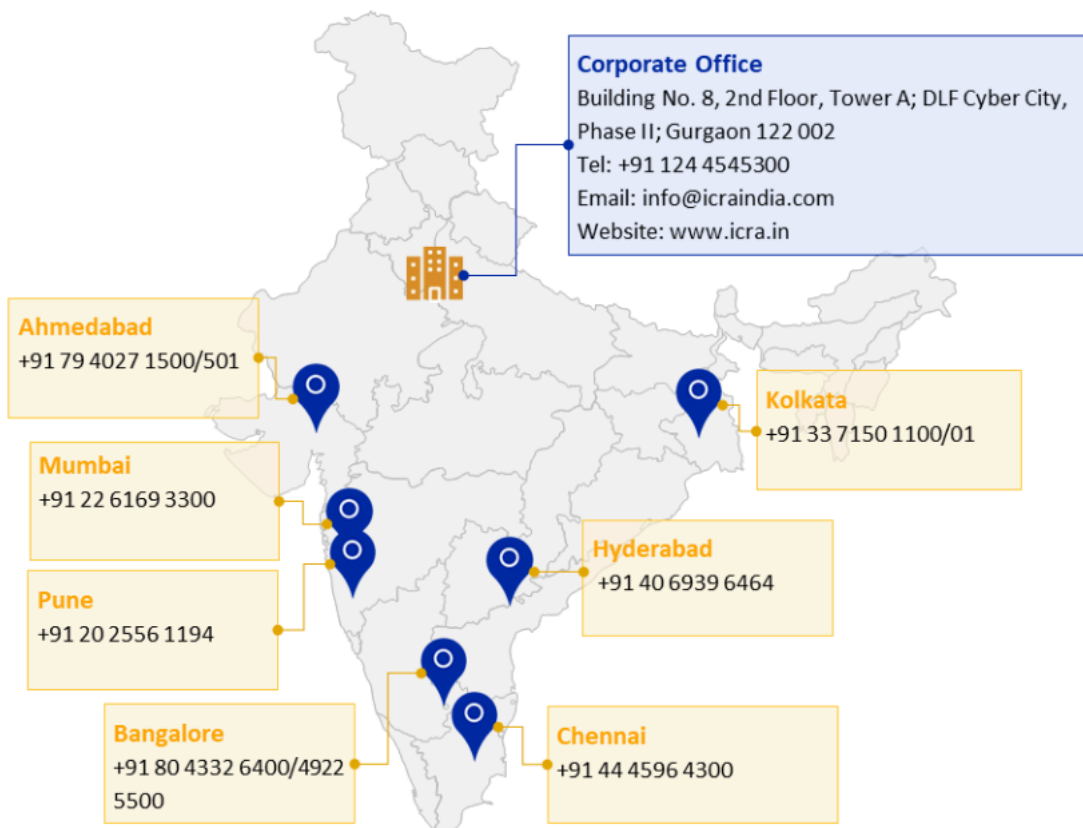 Corporate Office
Building No. 8, 2nd Floor, Tower A; DLF Cyber City,
Phase II; Gurgaon 122 002
Tel: +91 124 4545300
Email: info@icraindia.com
Website: www.icra.in
Ahmedabad
+91 79 4027 1500/501
Kolkata
+91 33 7150 1100/01
Mumbai
+91 22 6169 3300
Hyderabad
+91 40 6939 6464
Pune
+91 20 2556 1194
Bangalore
+91 80 4332 6400/4922
5500
Chennai
+91 44 4596 4300